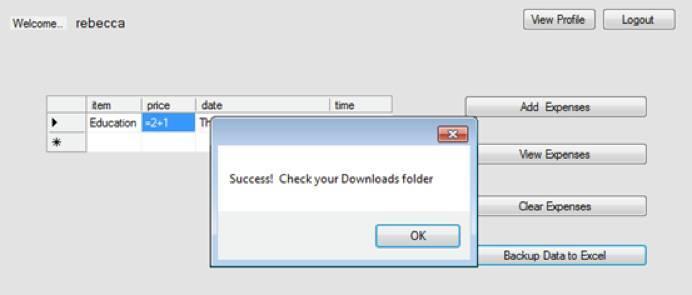 Welcome.. rebecca
View Profile
Logout
item price date time
Education =2+1 Th
Success! Check your Downloads folder
OK
Add Expenses
View Expenses
Clear Expenses
Backup Data to Excel